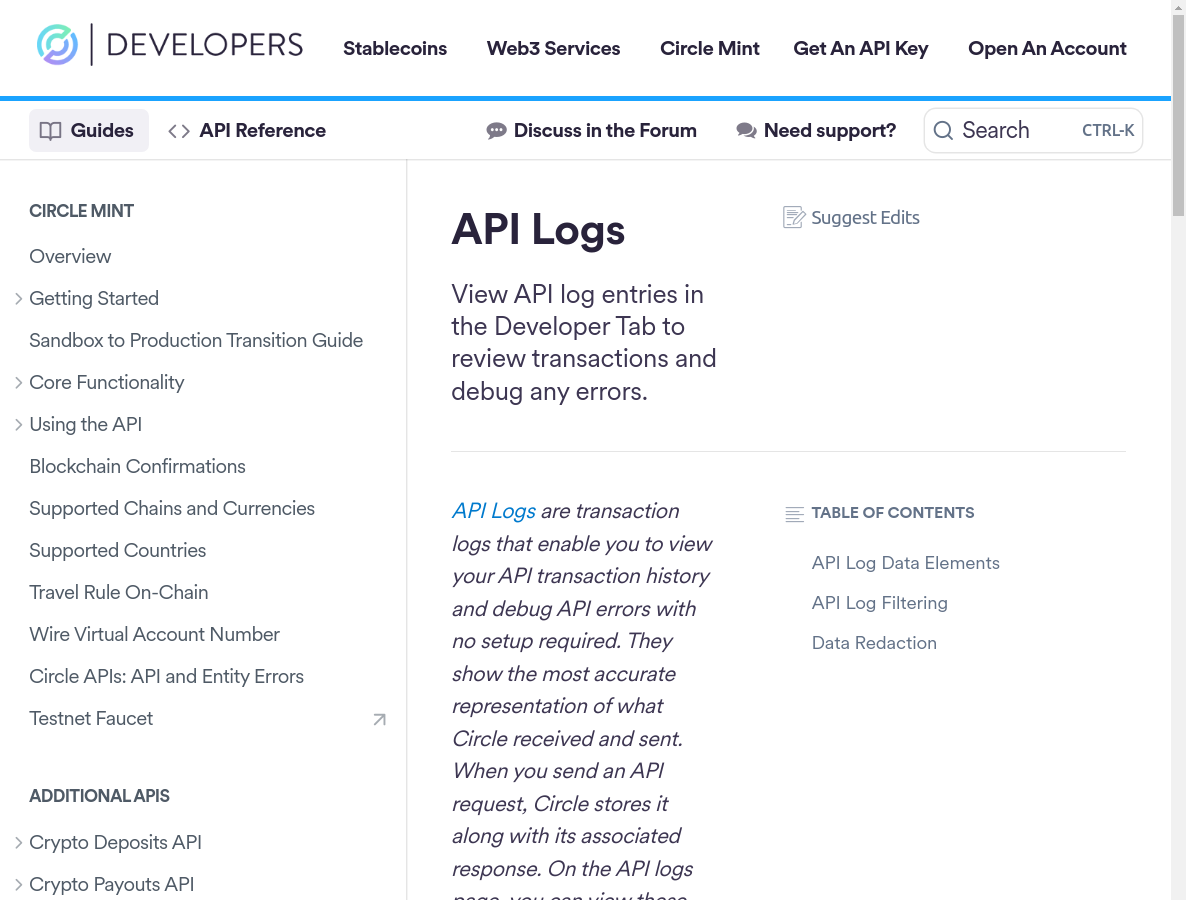 DEVELOPERS
Stablecoins
Web3 Services
Circle Mint
Get An API Key
Open An Account
Guides
API Reference
Discuss in the Forum
Need support?
Search
CTRL-K
CIRCLE MINT
Overview
Getting Started
Sandbox to Production Transition Guide
Core Functionality
Using the API
Blockchain Confirmations
Supported Chains and Currencies
Supported Countries
Travel Rule On-Chain
Wire Virtual Account Number
Circle APIs: API and Entity Errors
Testnet Faucet
ADDITIONAL APIS
Crypto Deposits API
Crypto Payouts API
API Logs
Suggest Edits
View API log entries in
the Developer Tab to
review transactions and
debug any errors.
API Logs are transaction
logs that enable you to view
your API transaction history
and debug API errors with
no setup required. They
show the most accurate
representation of what
Circle received and sent.
When you send an API
request, Circle stores it
along with its associated
response. On the API logs
page, you can view these
TABLE OF CONTENTS
API Log Data Elements
API Log Filtering
Data Redaction